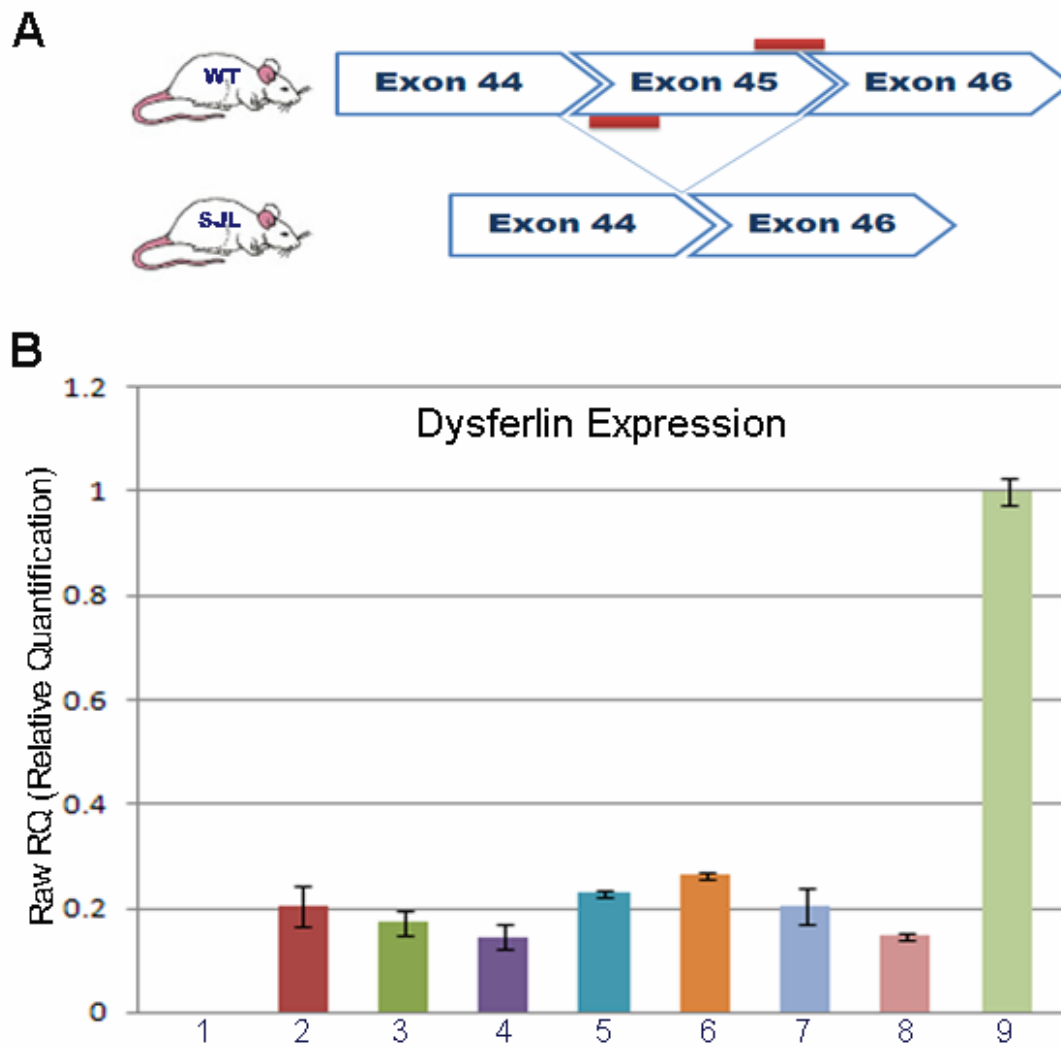 A
WT
Exon 44
Exon 45
Exon 46
SJL
Exon 44
Exon 46
B
Dysferlin Expression
Raw RQ (Relative Quantification)
1.2
1
0.8
0.6
0.4
0.2
0
1 2 3 4 5 6 7 8 9